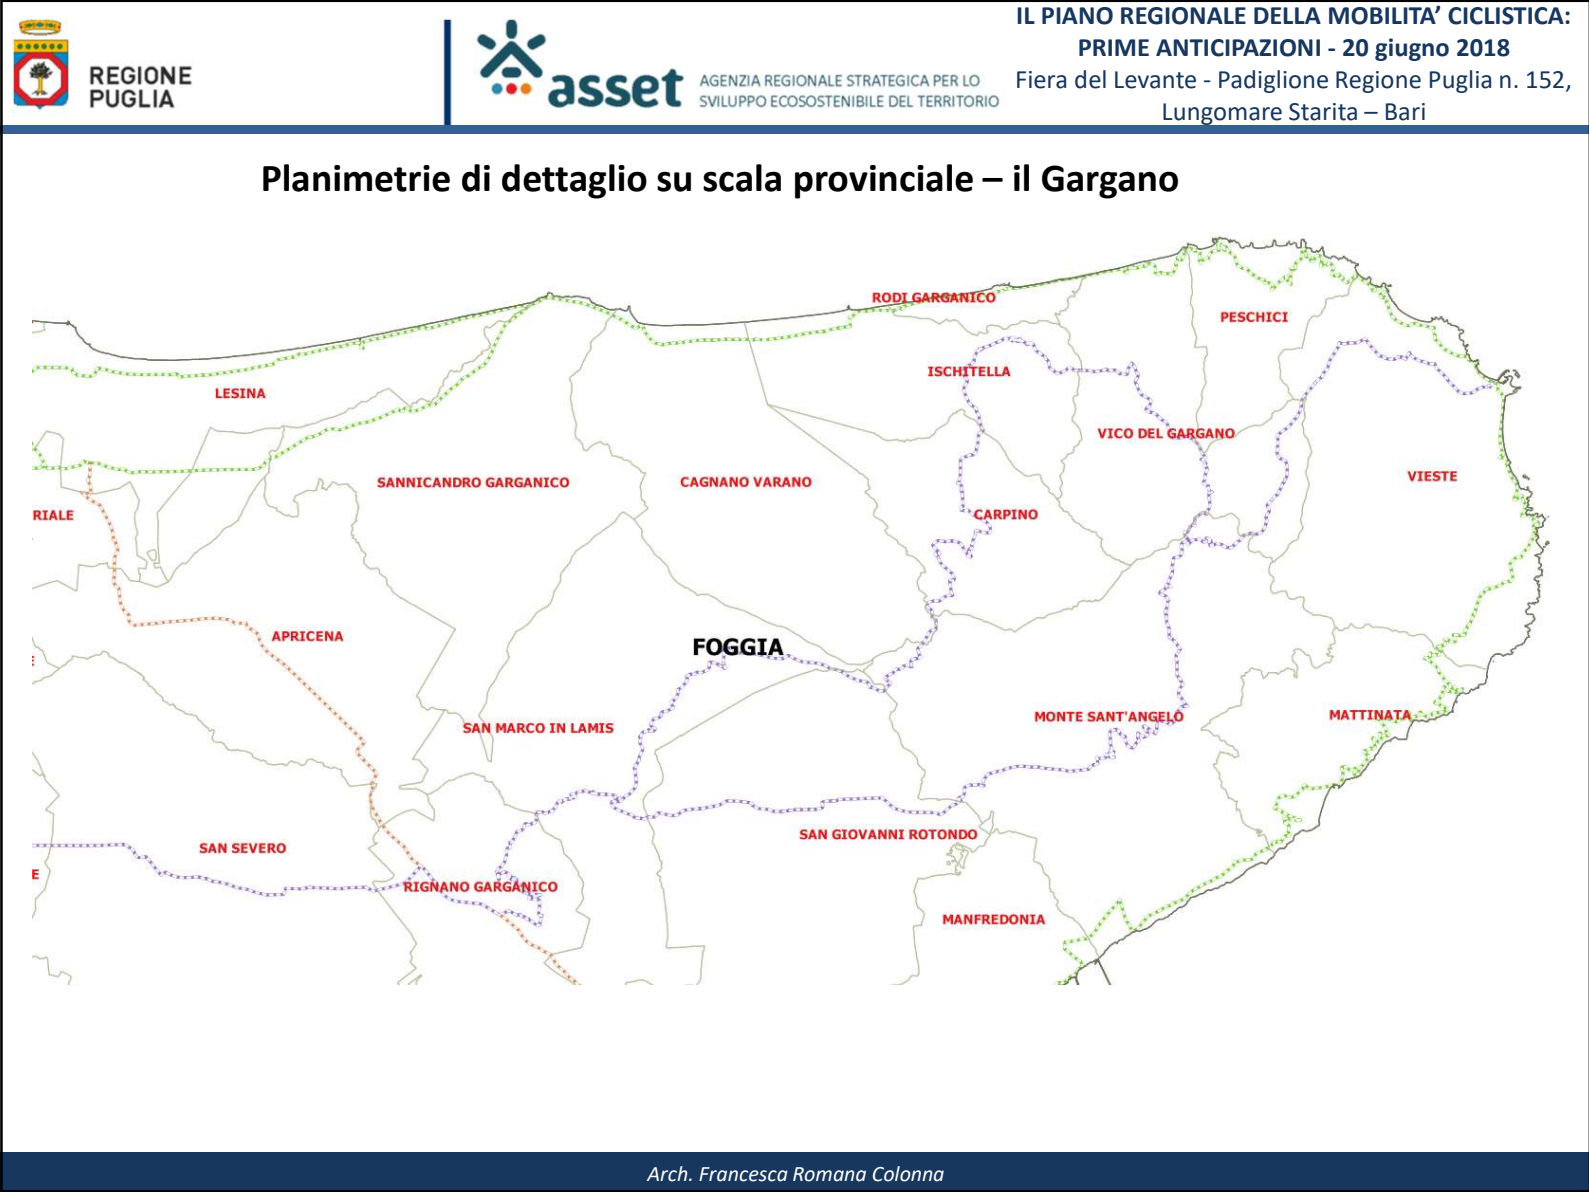 REGIONE
PUGLIA
asset
AGENZIA REGIONALE STRATEGICA PER LO
SVILUPPO ECOSOSTENIBILE DEL TERRITORIO
IL PIANO REGIONALE DELLA MOBILITA’ CICLISTICA:
PRIME ANTICIPAZIONI - 20 giugno 2018
Fiera del Levante - Padiglione Regione Puglia n. 152,
Lungomare Starita – Bari
Planimetrie di dettaglio su scala provinciale – il Gargano
RODI GARGANICO
PESCHICI
ISCHITELLA
LESINA
VICO DEL GARGANO
VIESTE
SANNICANDRO GARGANICO
CAGNANO VARANO
RIALE
CARPINO
APRICENA
FOGGIA
E
MONTE SANT'ANGELO
MATTINATA
SAN MARCO IN LAMIS
SAN GIOVANNI ROTONDO
SAN SEVERO
E
RIGNANO GARGANICO
MANFREDONIA
Arch. Francesca Romana Colonna